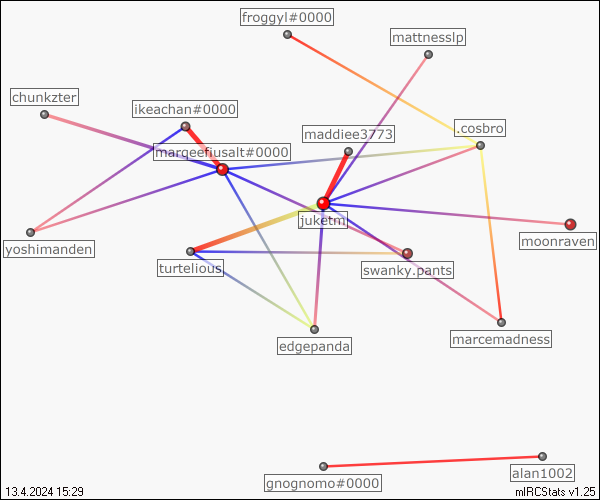 froggyl#0000
mattnesslp
chunkzter
ikeachan#0000
maddiee3773
.cosbro
margeefiusalt#0000
juketm
yoshimanden
moonraven
turtelious
swanky.pants
marcemadness
edgepanda
alan1002
gnognomo#0000
13.4.2024 15:29
mIRCStats v1.25